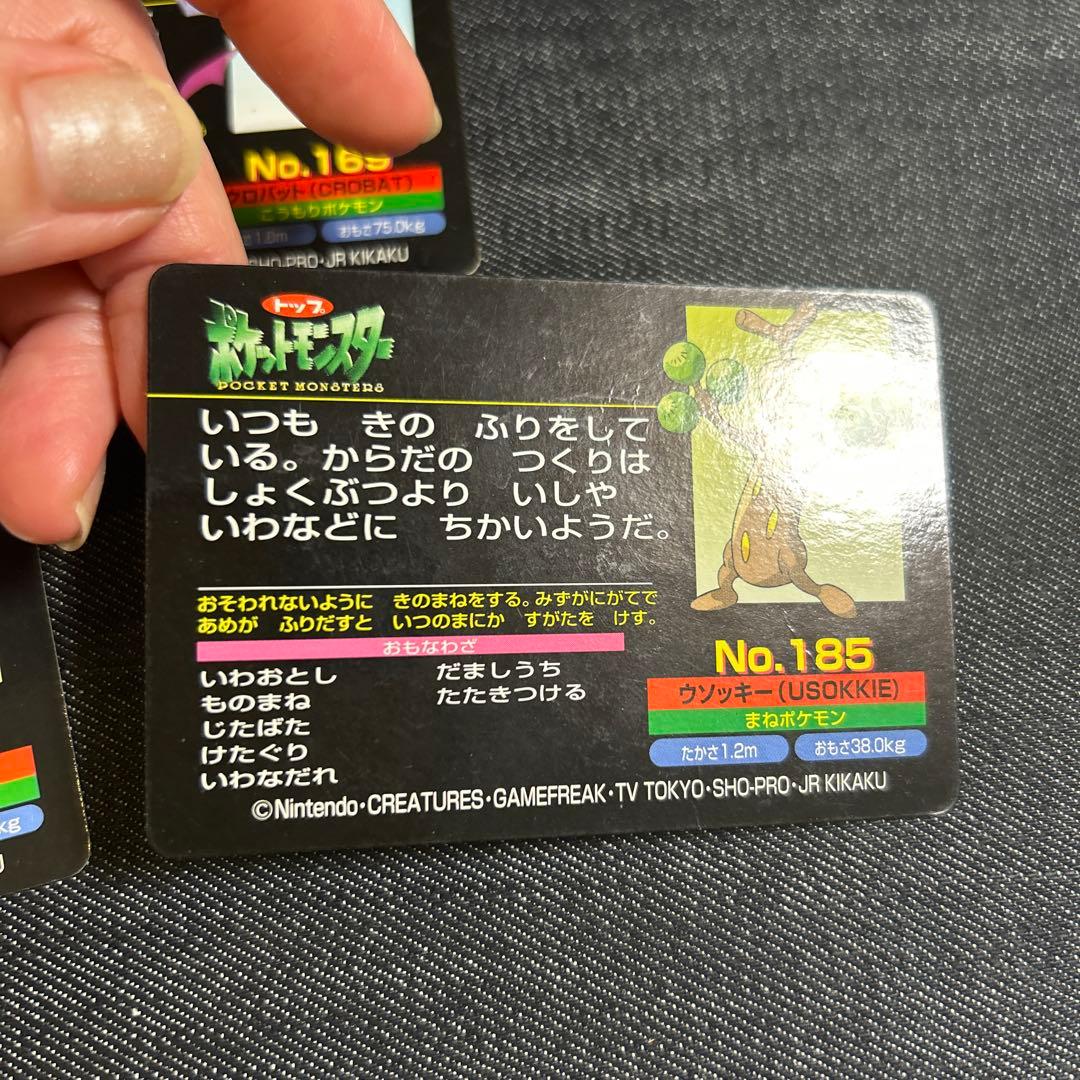 No.169
クロバット(CROBAT)
こうもりポケモン
1.8m おもさ75.0kg
SHO-PRO・JR KIKAKU
トップ
ポケットモンスター
POCKET MONSTERS
いつも きの ふりをして
いる。からだの つくりは
しょくぶつより いしや
いわなどに ちかいようだ。
おそわれないように きのまねをする。みずがにがてで
あめが ふりだすと いつのまにか すがたを けす。
おもなわざ
いわおとし だましうち
ものまね たたきつける
じたばた
けたぐり
いわなだれ
No.185
ウソッキー(USOKKIE)
まねポケモン
たかさ1.2m おもさ38.0kg
©Nintendo・CREATURES・GAMEFREAK・TV TOKYO・SHO-PRO・JR KIKAKU
kg